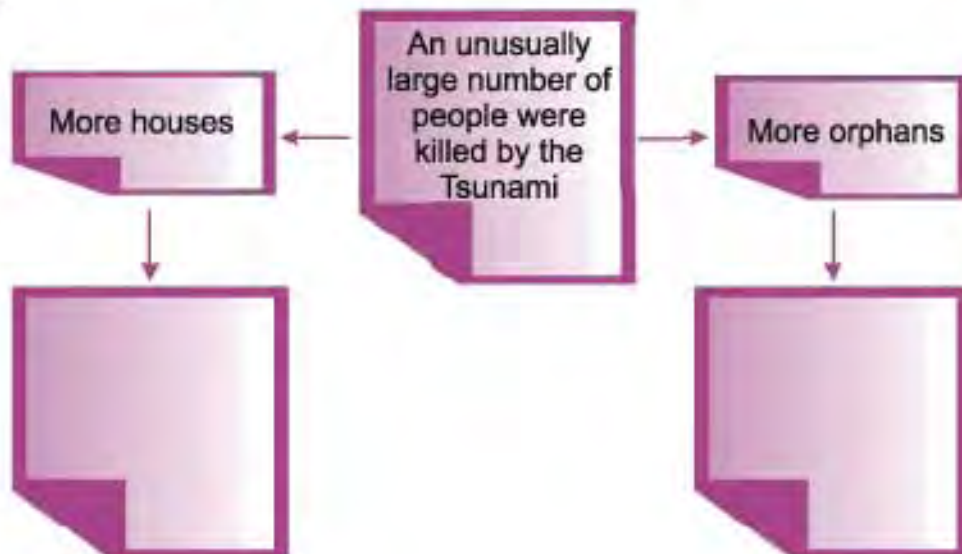 An unusually
large number of
people were
killed by the
Tsunami
More houses
More orphans